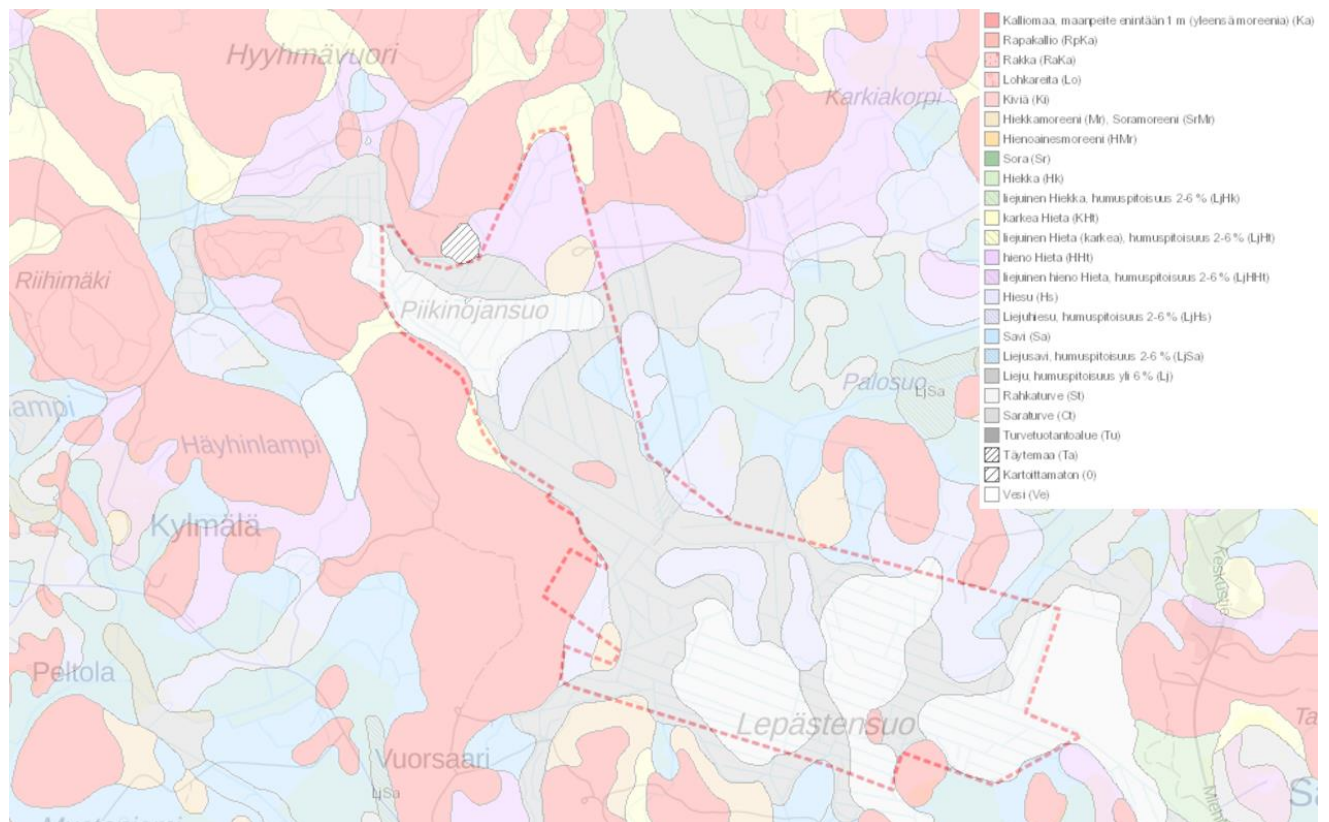 Hyyhmävuori
Karkiakorpi
Riihimäki
Piikinojansuo
Palosuo
LjSa
Häyhinlampi
Kylmälä
Peltola
Lepästensuo
Vuorsaari
LjSa
Kalliomaa, maanpeite enintään 1 m (yleensä moreenia) (Ka)
Rapakallio (RpKa)
Rakka (RaKa)
Lohkareita (Lo)
Kiviä (Ki)
Hiekkamoreeni (Mr), Soramoreeni (SrMr)
Hienoainesmoreeni (HMr)
Sora (Sr)
Hiekka (Hk)
liejuinen Hiekka, humuspitoisuus 2-6 % (LjHk)
karkea Hieta (KHt)
liejuinen Hieta (karkea), humuspitoisuus 2-6 % (LjHt)
hieno Hieta (HHt)
liejuinen hieno Hieta, humuspitoisuus 2-6 % (LjHHt)
Hiesu (Hs)
Liejuhiesu, humuspitoisuus 2-6 % (LjHs)
Savi (Sa)
Liejusavi, humuspitoisuus 2-6 % (LjSa)
Lieju, humuspitoisuus yli 6 % (Lj)
Rahkaturve (St)
Saraturve (Ct)
Turvetuotantoalue (Tu)
Täytemaa (Ta)
Kartoittamaton (0)
Vesi (Ve)